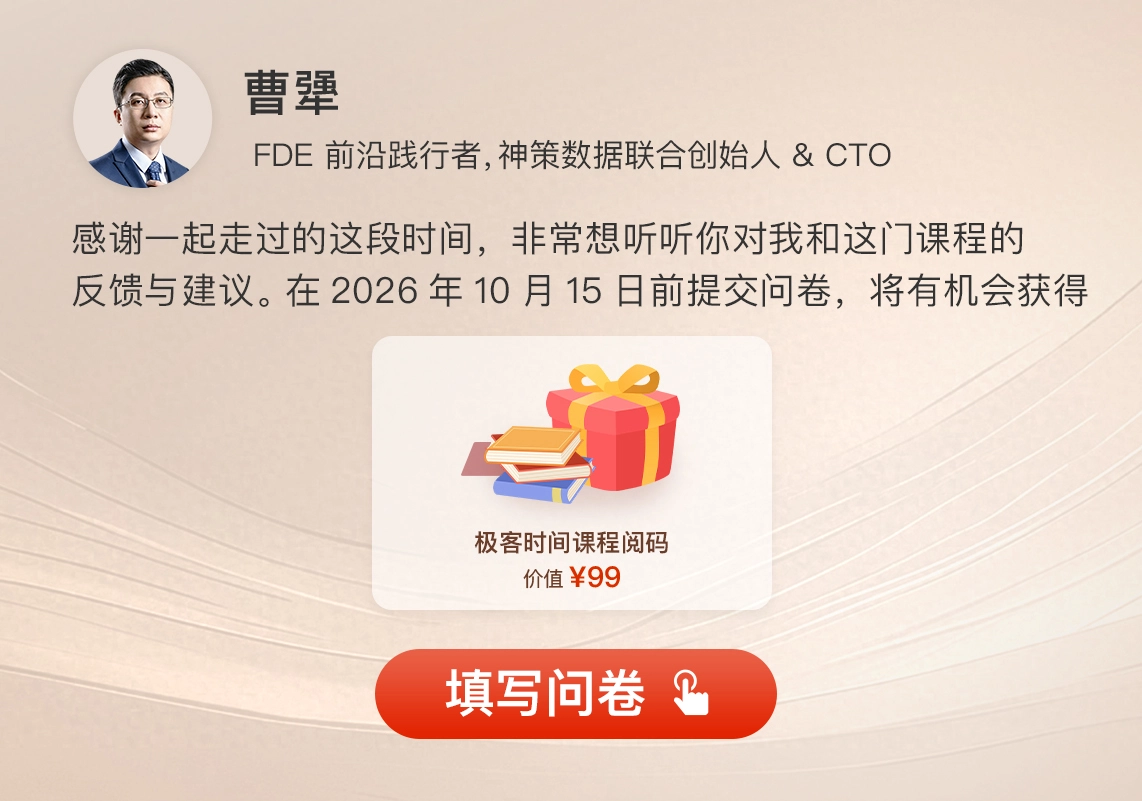 曹犟
FDE 前沿践行者，神策数据联合创始人 & CTO
感谢一起走过的这段时间，非常想听听你对我和这门课程的
反馈与建议。在 2026 年 10 月 15 日前提交问卷，将有机会获得
极客时间课程阅码
价值 ¥99
填写问卷